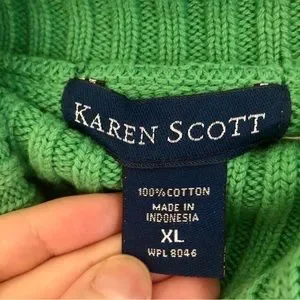 KAREN SCOTT
100% COTTON
MADE IN
INDONESIA
XL
WPL 8046